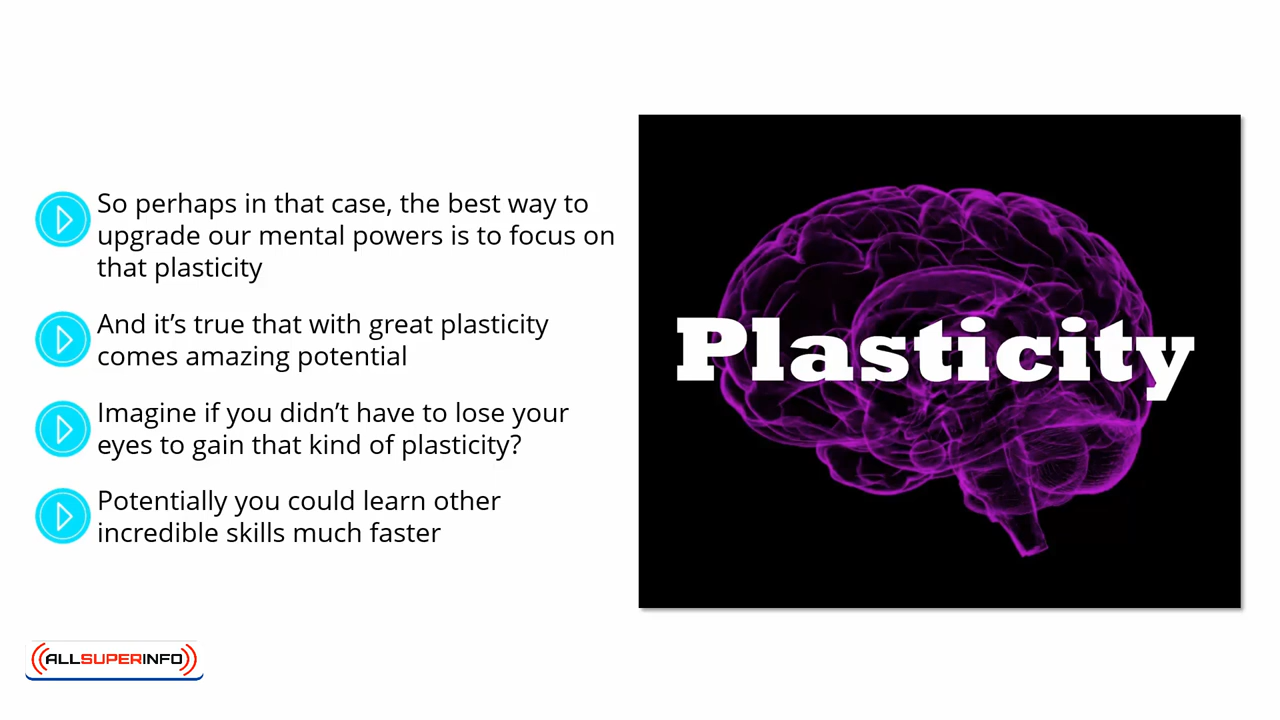 So perhaps in that case, the best way to
upgrade our mental powers is to focus on
that plasticity
And it’s true that with great plasticity
comes amazing potential
Imagine if you didn’t have to lose your
eyes to gain that kind of plasticity?
Potentially you could learn other
incredible skills much faster
Plasticity
ALLSUPERINFO